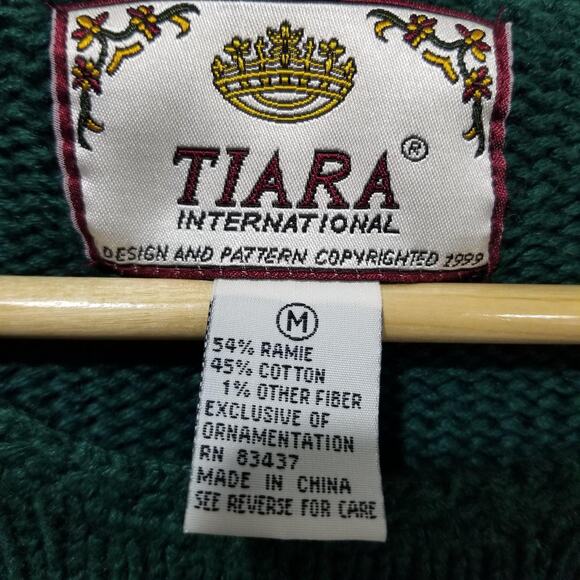 TIARA®
INTERNATIONAL
DESIGN AND PATTERN COPYRIGHTED 1999
M
54% RAMIE
45% COTTON
1% OTHER FIBER
EXCLUSIVE OF
ORNAMENTATION
RN 83437
MADE IN CHINA
SEE REVERSE FOR CARE